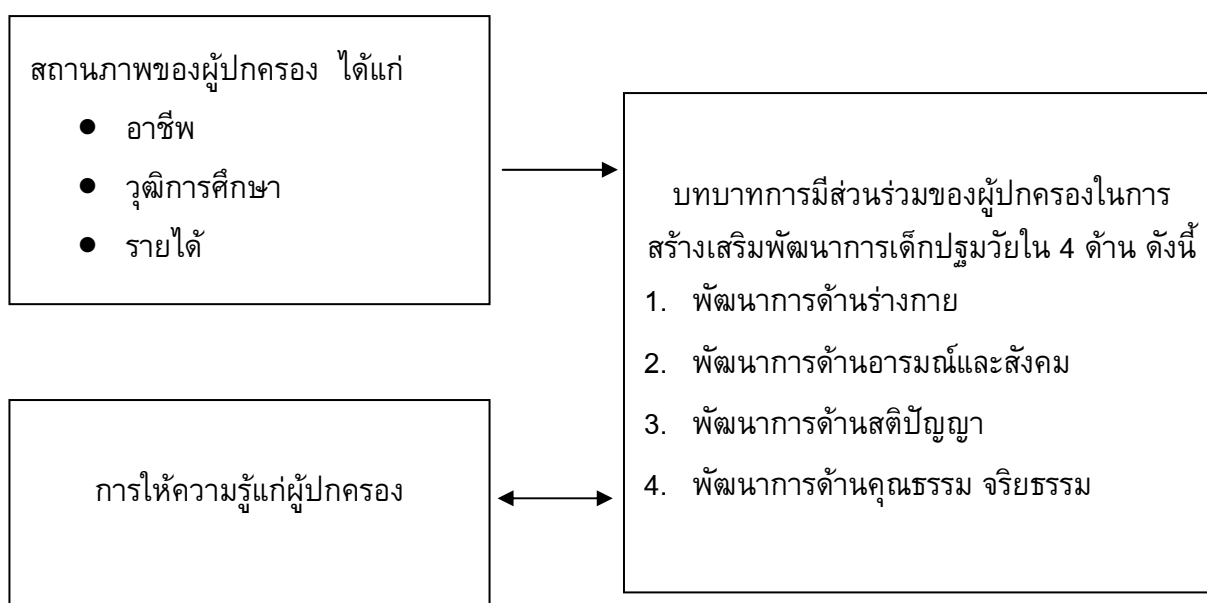 สถานภาพของผู้ปกครอง ได้แก่
● อาชีพ
● วุฒิการศึกษา
● รายได้
บทบาทการมีส่วนร่วมของผู้ปกครองในการ
สร้างเสริมพัฒนาการเด็กปฐมวัยใน 4 ด้าน ดังนี้
1. พัฒนาการด้านร่างกาย
2. พัฒนาการด้านอารมณ์และสังคม
3. พัฒนาการด้านสติปัญญา
4. พัฒนาการด้านคุณธรรม จริยธรรม
การให้ความรู้แก่ผู้ปกครอง